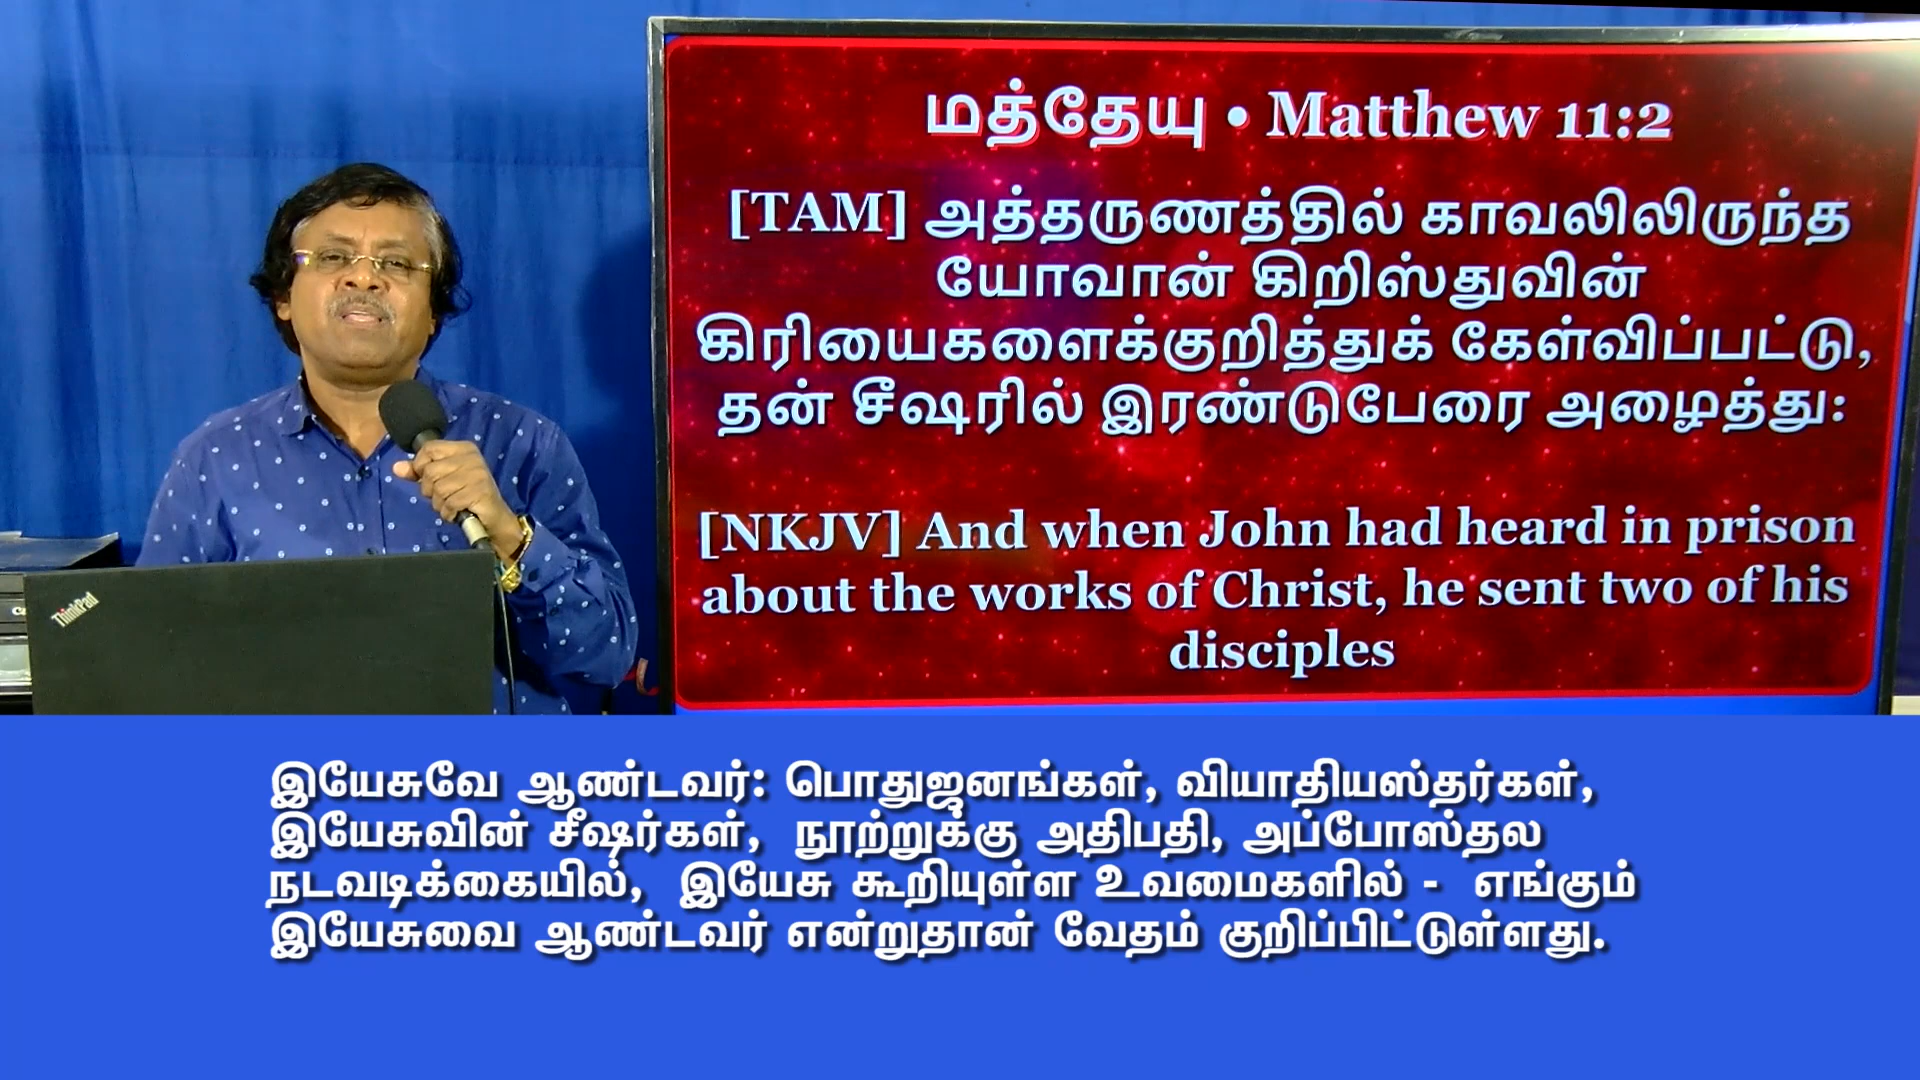 மத்தேயு • Matthew 11:2
[TAM] அத்தருணத்தில் காவலிலிருந்த
யோவான் கிறிஸ்துவின்
கிரியைகளைக்குறித்துக் கேள்விப்பட்டு,
தன் சீஷரில் இரண்டுபேரை அழைத்து:
[NKJV] And when John had heard in prison
about the works of Christ, he sent two of his
disciples
ThinkPad
Ca
இயேசுவே ஆண்டவர்: பொதுஜனங்கள், வியாதியஸ்தர்கள்,
இயேசுவின் சீஷர்கள், நூற்றுக்கு அதிபதி, அப்போஸ்தல
நடவடிக்கையில், இயேசு கூறியுள்ள உவமைகளில் - எங்கும்
இயேசுவை ஆண்டவர் என்றுதான் வேதம் குறிப்பிட்டுள்ளது.